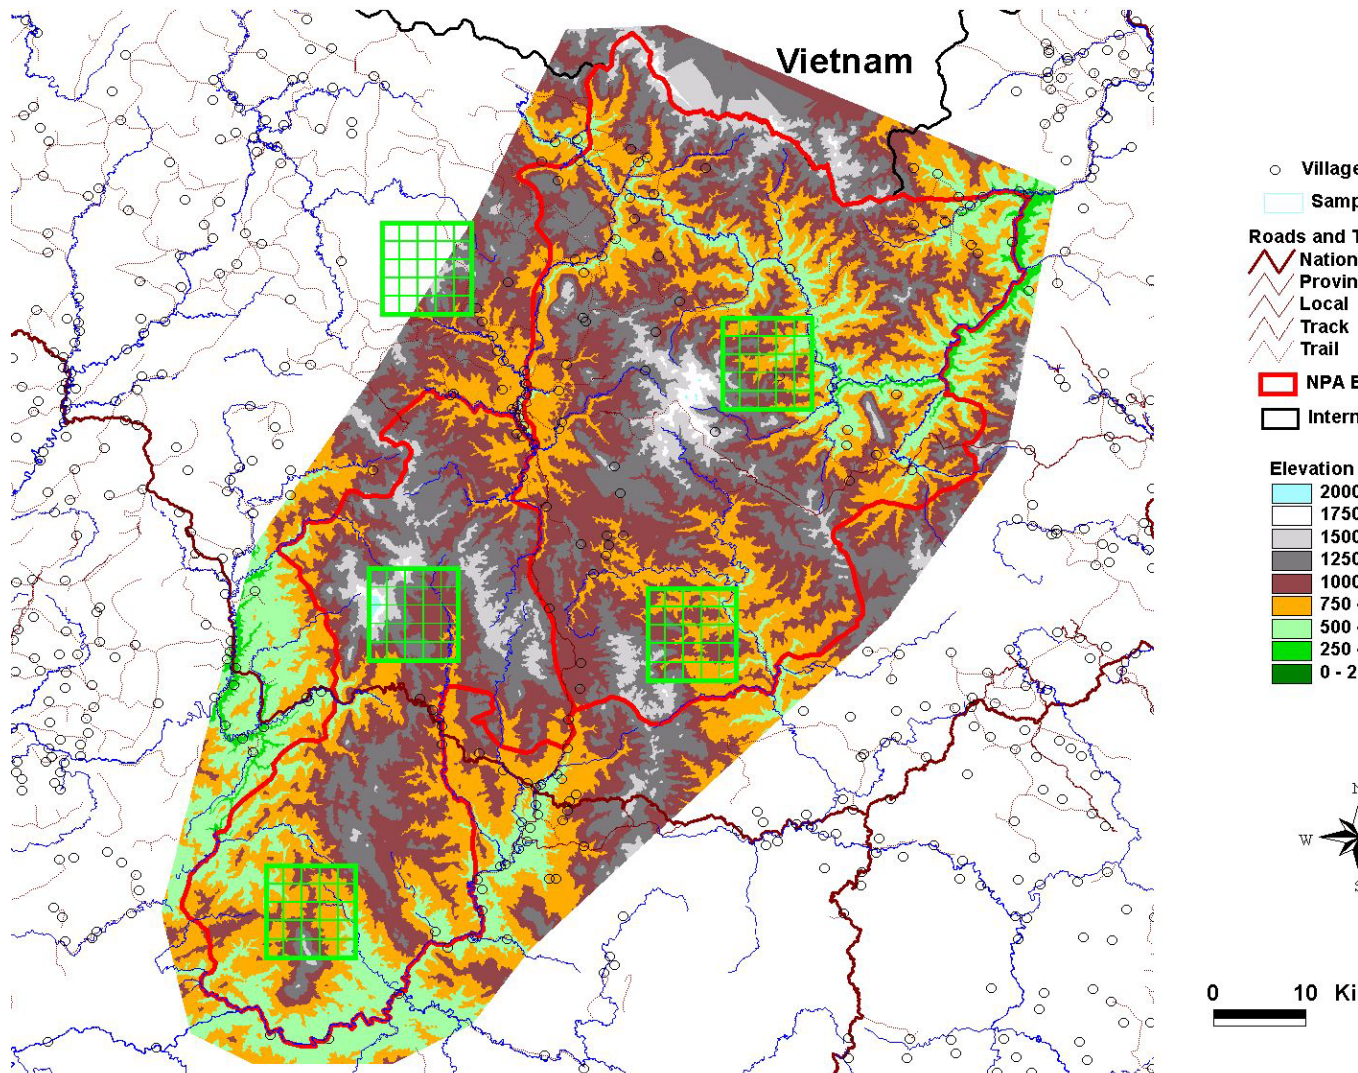 Vietnam
Village
Samp
Roads and T
Nation
Provin
Local
Track
Trail
NPA E
Intern
Elevation
2000
1750
1500
1250
1000
750 -
500 -
250 -
0 - 2
N
W
S
0 10 Ki